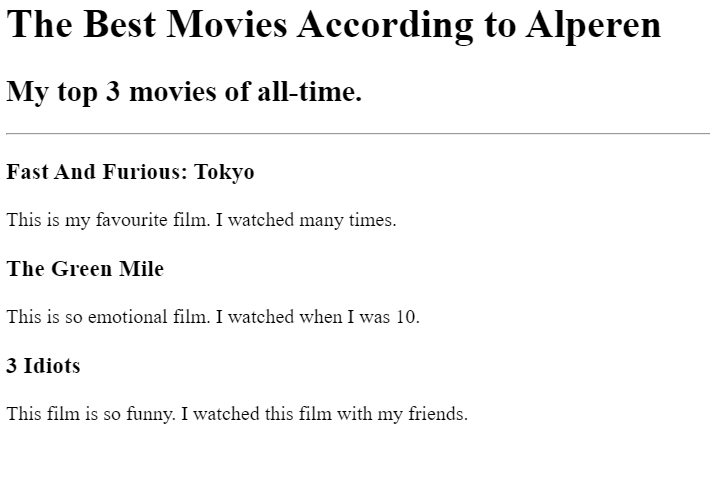 The Best Movies According to Alperen
My top 3 movies of all-time.
Fast And Furious: Tokyo
This is my favourite film. I watched many times.
The Green Mile
This is so emotional film. I watched when I was 10.
3 Idiots
This film is so funny. I watched this film with my friends.